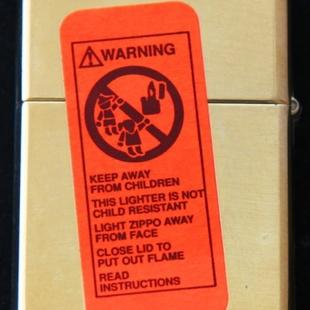 WARNING
KEEP AWAY
FROM CHILDREN
THIS LIGHTER IS NOT
CHILD RESISTANT
LIGHT ZIPPO AWAY
FROM FACE
CLOSE LID TO
PUT OUT FLAME
READ
INSTRUCTIONS